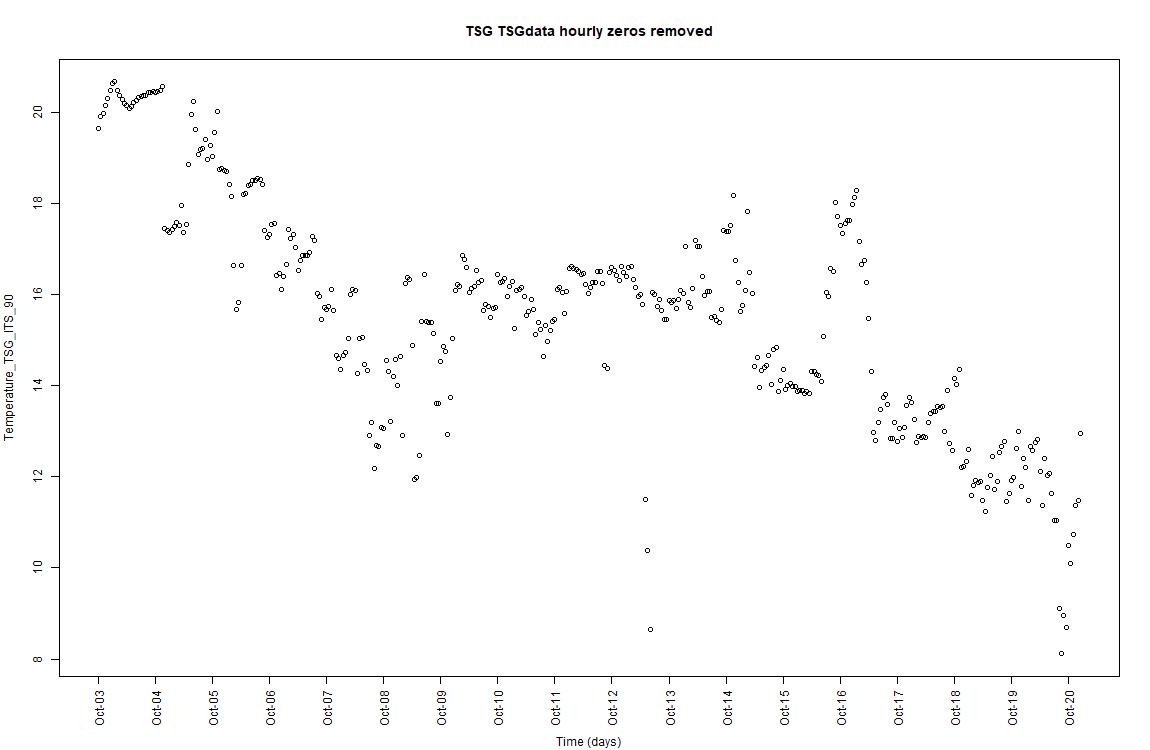 TSG TSGdata hourly zeros removed
Temperature_TSG_ITS_90
20
18
16
14
12
10
8
Oct-03
Oct-04
Oct-05
Oct-06
Oct-07
Oct-08
Oct-09
Oct-10
Oct-11
Oct-12
Oct-13
Oct-14
Oct-15
Oct-16
Oct-17
Oct-18
Oct-19
Oct-20
Time (days)